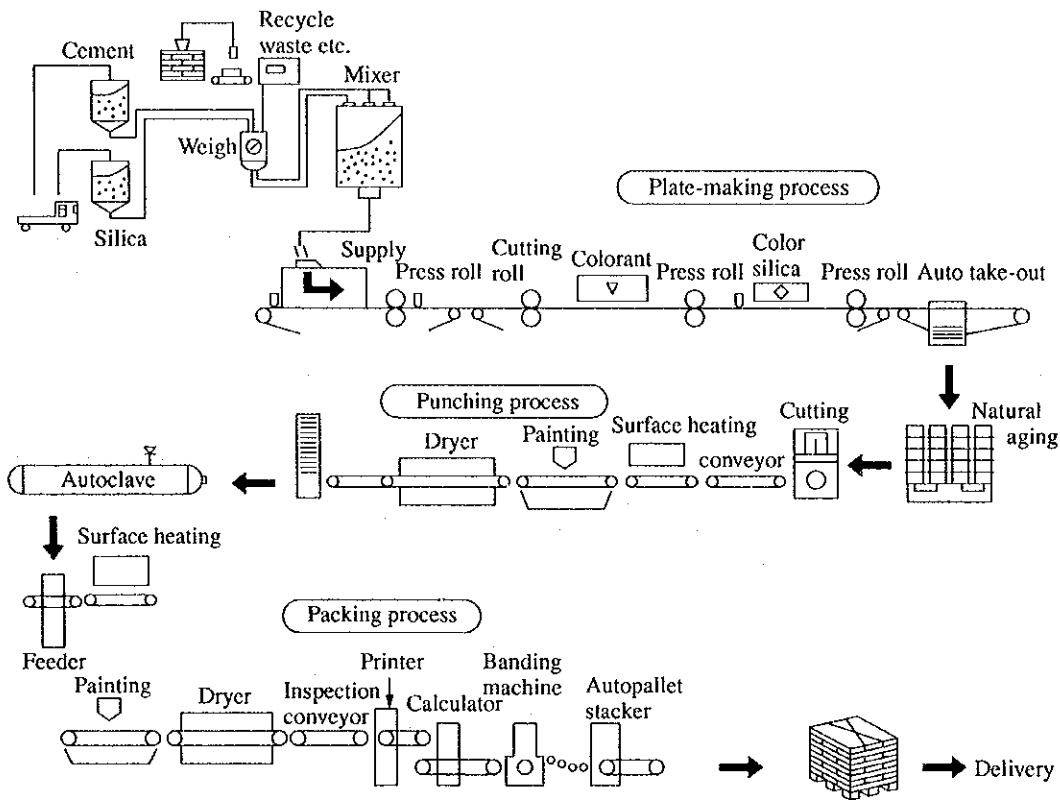 Recycle
waste etc.
Cement
Mixer
Weigh
Silica
Plate-making process
Supply
Press roll
Cutting
roll
Colorant
Press roll
Color
silica
Press roll
Auto take-out
Punching process
Natural
aging
Cutting
conveyor
Surface heating
Painting
Dryer
Autoclave
Surface heating
Feeder
Packing process
Painting
Dryer
Inspection
conveyor
Printer
Calculator
Banding
machine
Autopallet
stacker
Delivery